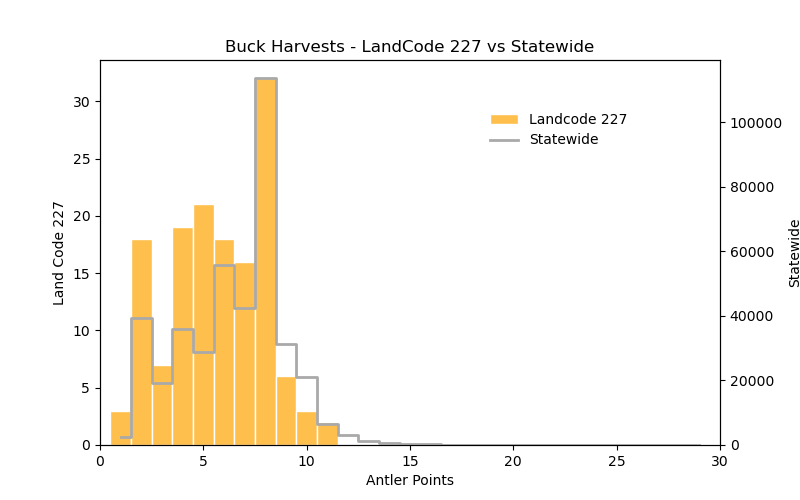 Buck Harvests - LandCode 227 vs Statewide
Landcode 227
Statewide
Land Code 227
30
25
20
15
10
5
0
100000
80000
60000
40000
20000
0
Statewide
0 5 10 15 20 25 30
Antler Points